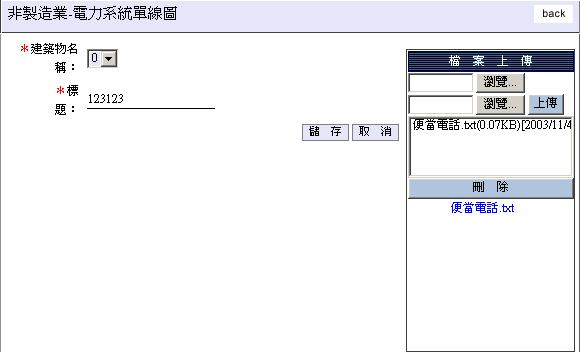 非製造業-電力系統單線圖
back
*建築物名
稱：
0
*標
題：
123123
儲 存
取 消
檔 案 上 傳
瀏覽...
瀏覽...
上傳
便當電話.txt(0.07KB)[2003/11/4
刪 除
便當電話.txt